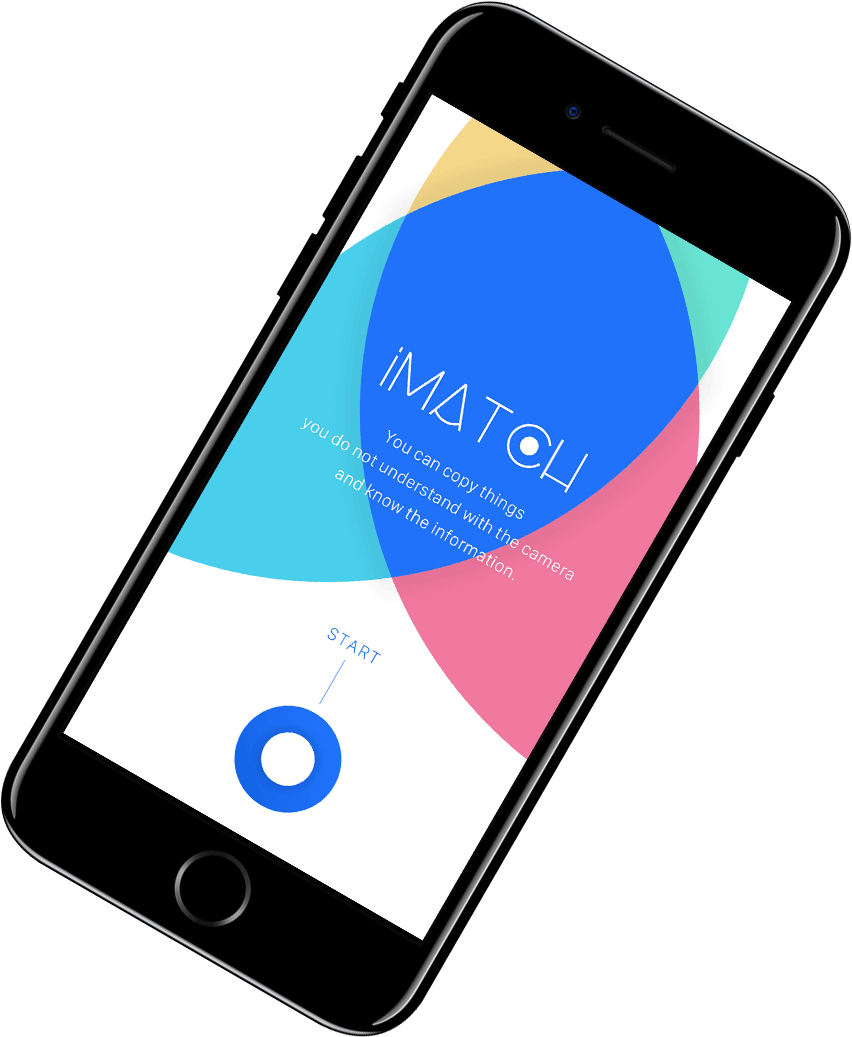 iMATCH
You can copy things
you do not understand with the camera
and know the information.
START